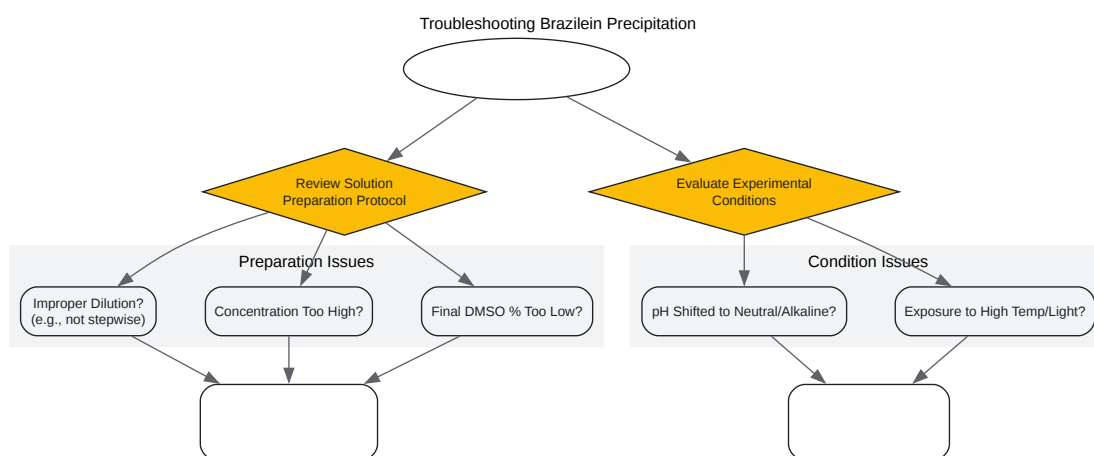 Troubleshooting Brazilein Precipitation
Review Solution
Preparation Protocol
Evaluate Experimental
Conditions
Preparation Issues
Condition Issues
Improper Dilution?
(e.g., not stepwise)
Concentration Too High?
Final DMSO % Too Low?
pH Shifted to Neutral/Alkaline?
Exposure to High Temp/Light?